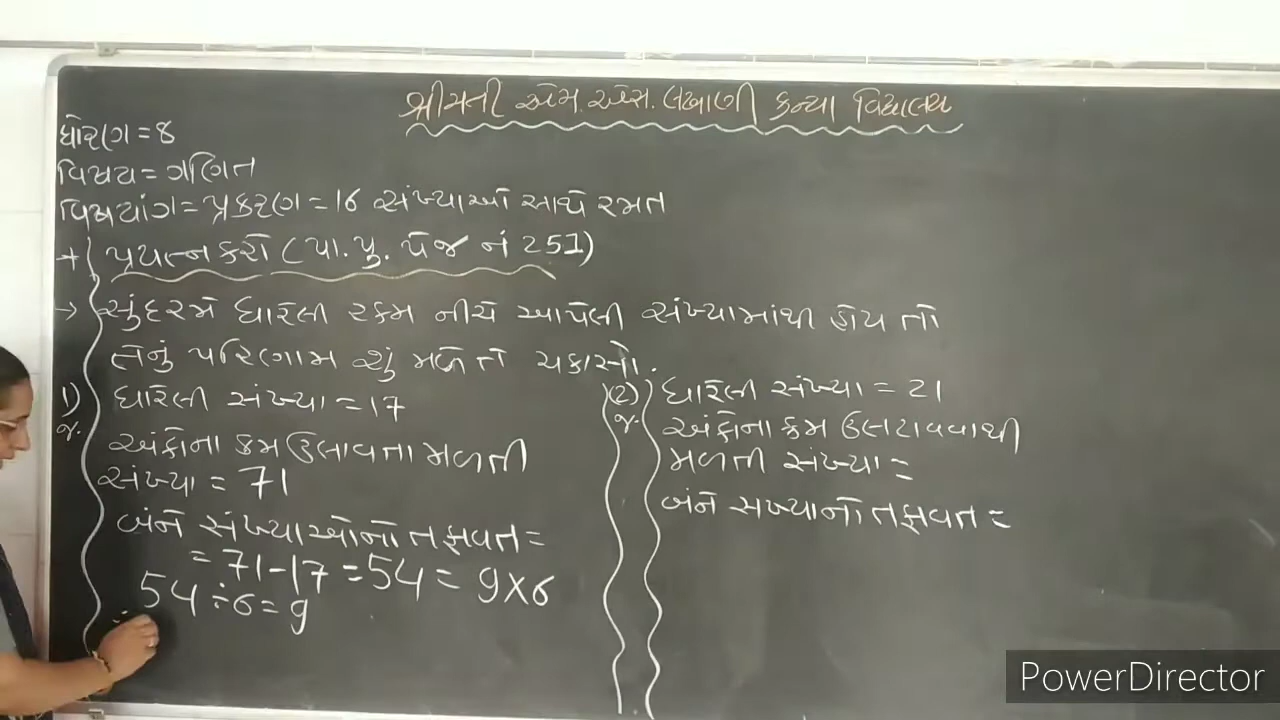 શ્રીમતી એમ.એસ.લખાણી કન્યા વિદ્યાલય
ધોરણ=8
વિષય=ગણિત
વિષયાંગ=પ્રકરણ=16 સંખ્યાઓ સાથે રમત
+ પ્રયત્ન કરો (પા.પુ. પેજ નં 251)
→ સુંદરમે ધારેલી રકમ નીચે આપેલી સંખ્યામાંથી હોય તો
તેનું પરિણામ શું મળે તે ચકાસો.
1) ધારેલી સંખ્યા=17
જ. અંકોના ક્રમ ઉલાવતા મળતી
સંખ્યા = 71
બંને સંખ્યાઓનો તફાવત=
= 71-17=54= 9×6
54÷6=9
(2) ધારેલી સંખ્યા = 21
જ. અંકોના ક્રમ ઉલટાવવાથી
મળતી સંખ્યા=
બંને સખ્યાનો તફાવત=
PowerDirector